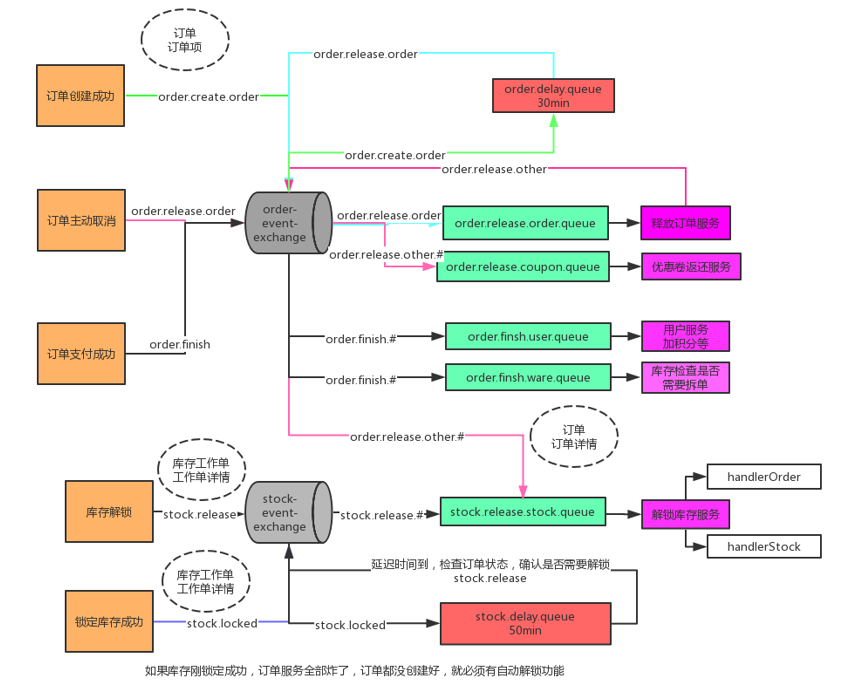 订单
订单项
order.release.order
订单创建成功
order.create.order
order.delay.queue
30min
order.create.order
order.release.other
订单主动取消
order.release.order
order-
event-
exchange
order.release.order
order.release.order.queue
释放订单服务
order.release.other.#
order.release.coupon.queue
优惠卷返还服务
订单支付成功
order.finish
order.finish.#
order.finsh.user.queue
用户服务
加积分等
order.finish.#
order.finsh.ware.queue
库存检查是否
需要拆单
order.release.other.#
订单
订单详情
库存工作单
工作单详情
库存解锁
stock.release
stock-
event-
exchange
stock.release.#
stock.release.stock.queue
解锁库存服务
handlerOrder
handlerStock
库存工作单
工作单详情
延迟时间到，检查订单状态，确认是否需要解锁
stock.release
锁定库存成功
stock.locked
stock.locked
stock.delay.queue
50min
如果库存刚锁定成功，订单服务全部炸了，订单都没创建好，就必须有自动解锁功能